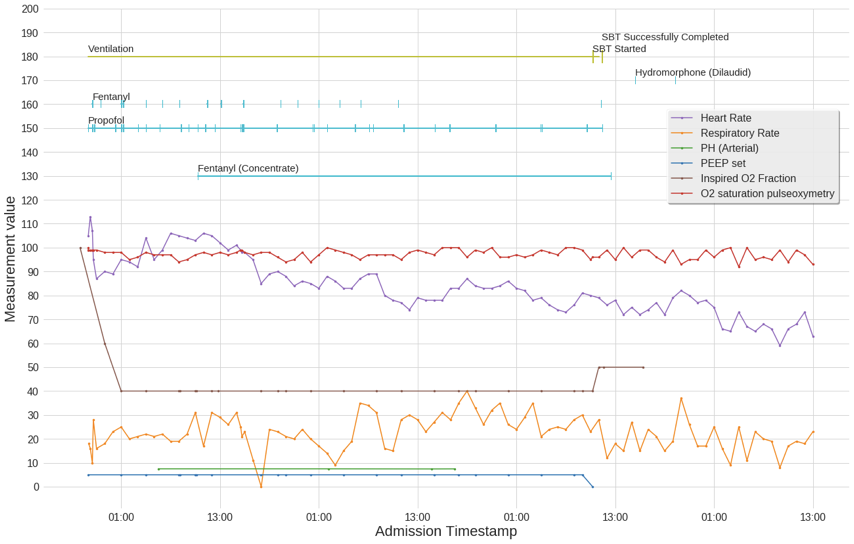 200
190
180
170
160
150
140
130
120
110
100
90
80
70
60
50
40
30
20
10
0
Measurement value
SBT Successfully Completed
Ventilation
SBT Started
Hydromorphone (Dilaudid)
Fentanyl
Propofol
Fentanyl (Concentrate)
Heart Rate
Respiratory Rate
PH (Arterial)
PEEP set
Inspired O2 Fraction
O2 saturation pulseoxymetry
01:00 13:00 01:00 13:00 01:00 13:00 01:00 13:00
Admission Timestamp